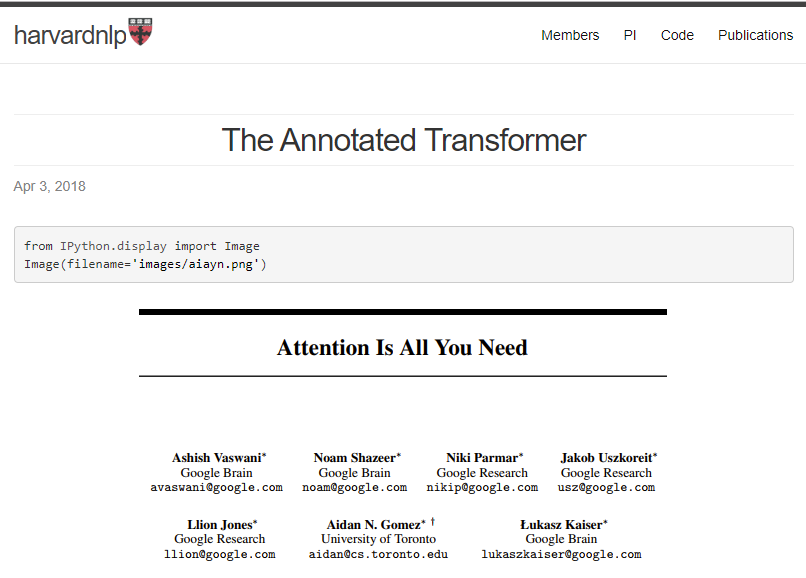 harvardnlp
Members PI Code Publications
The Annotated Transformer
Apr 3, 2018
from IPython.display import Image
Image(filename='images/aiayn.png')
Attention Is All You Need
Ashish Vaswani* Noam Shazeer* Niki Parmar* Jakob Uszkoreit*
Google Brain Google Brain Google Research Google Research
avaswani@google.com noam@google.com nikip@google.com usz@google.com
Llion Jones* Aidan N. Gomez* † Łukasz Kaiser*
Google Research University of Toronto Google Brain
llion@google.com aidan@cs.toronto.edu lukaszkaiser@google.com